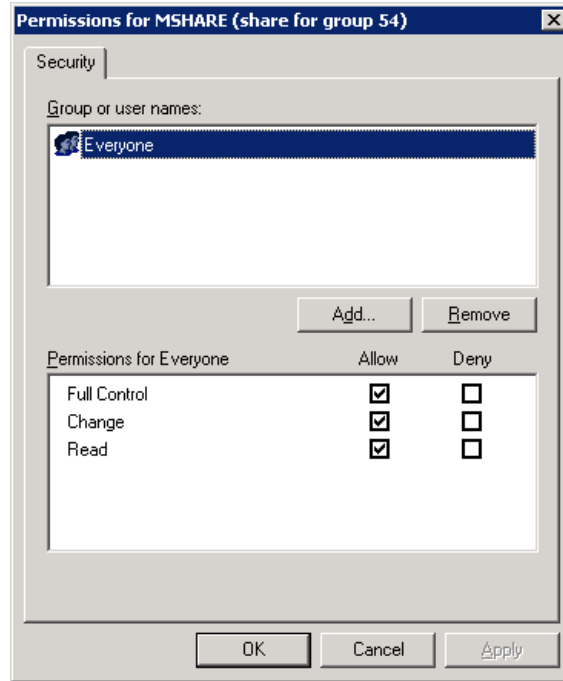 Permissions for MSHARE (share for group 54)
Security
Group or user names:
Everyone
Add... Remove
Permissions for Everyone Allow Deny
Full Control
Change
Read
OK Cancel Apply